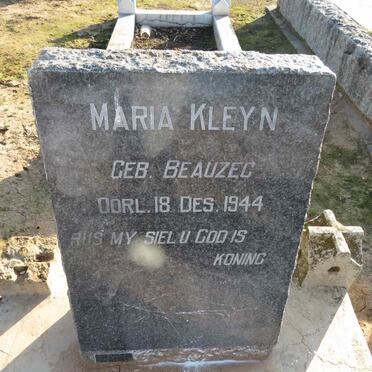 MARIA KLEYN
GEB. BEAUZEC
OORL. 18 DES. 1944
RUS MY SIEL U GOD IS
KONING